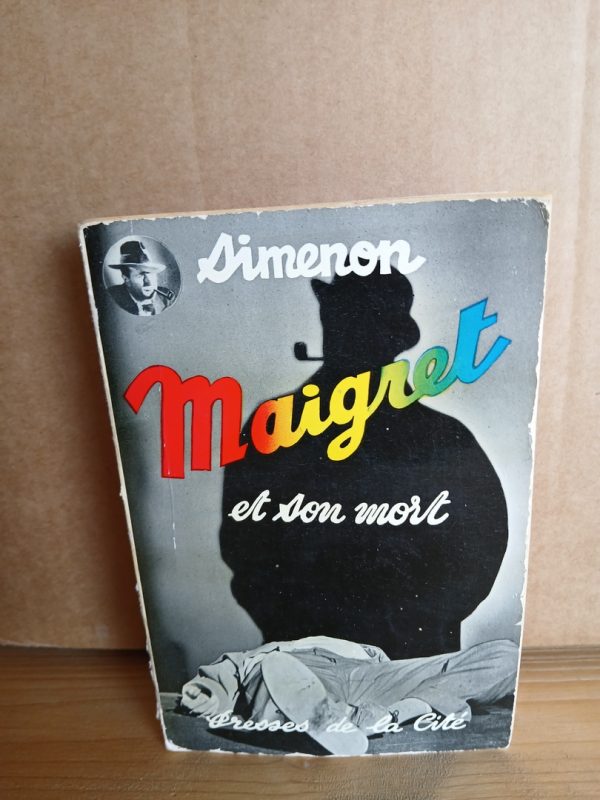 Simenon
Maigret
et son mort
Presses de la Cité